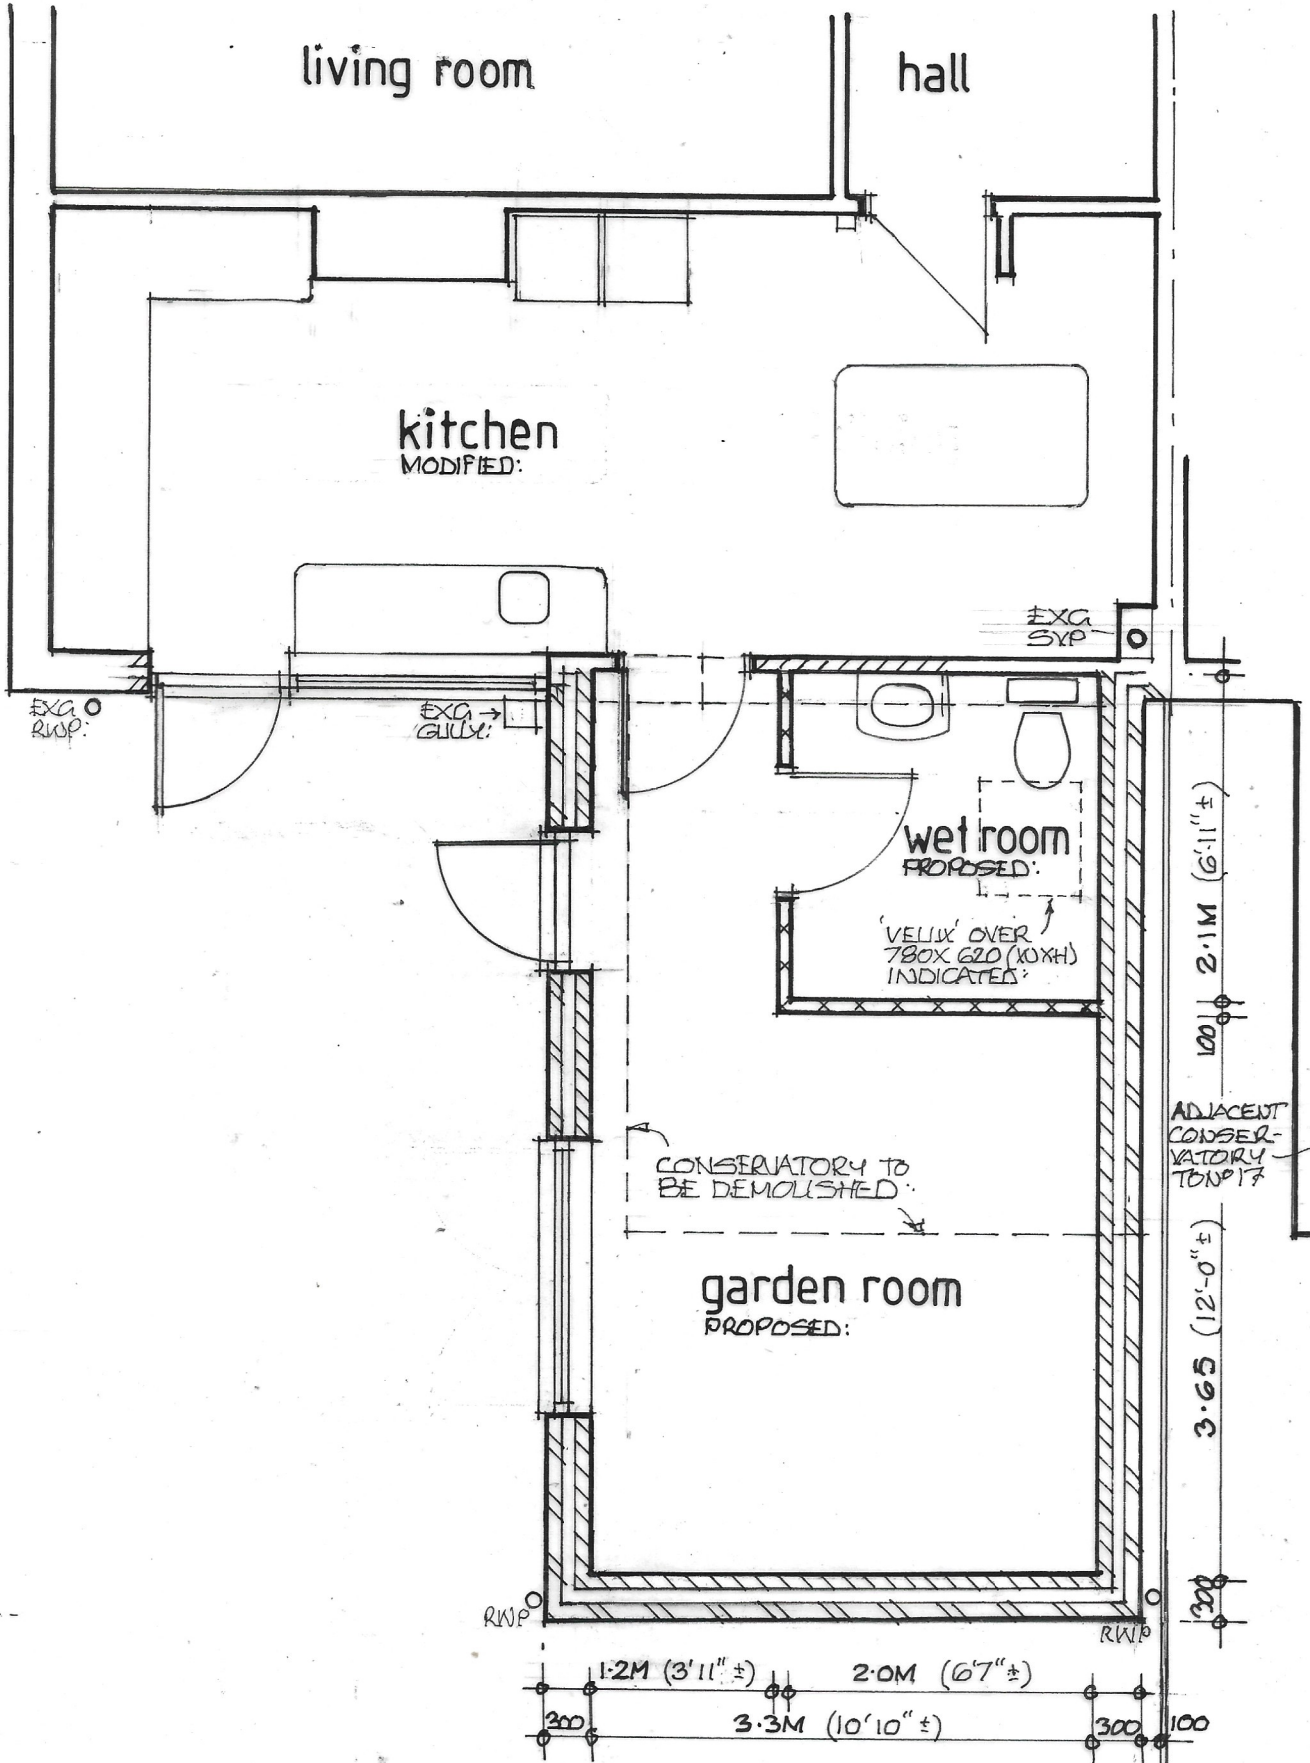 living room
hall
kitchen
MODIFIED:
EXG
SVP
EXG
RWP:
EXG
GULLY:
wet room
PROPOSED:
'VELUX' OVER
780X 620 (WXH)
INDICATED:
2.1M (6'11"±)
100
ADJACENT
CONSER-
VATORY
TO Nº 17
CONSERVATORY TO
BE DEMOLISHED:
garden room
PROPOSED:
3.65 (12'-0"±)
300
RWP
RWP
1.2M (3'11"±)
2.0M (6'7"±)
300
3.3M (10'10"±)
300
100